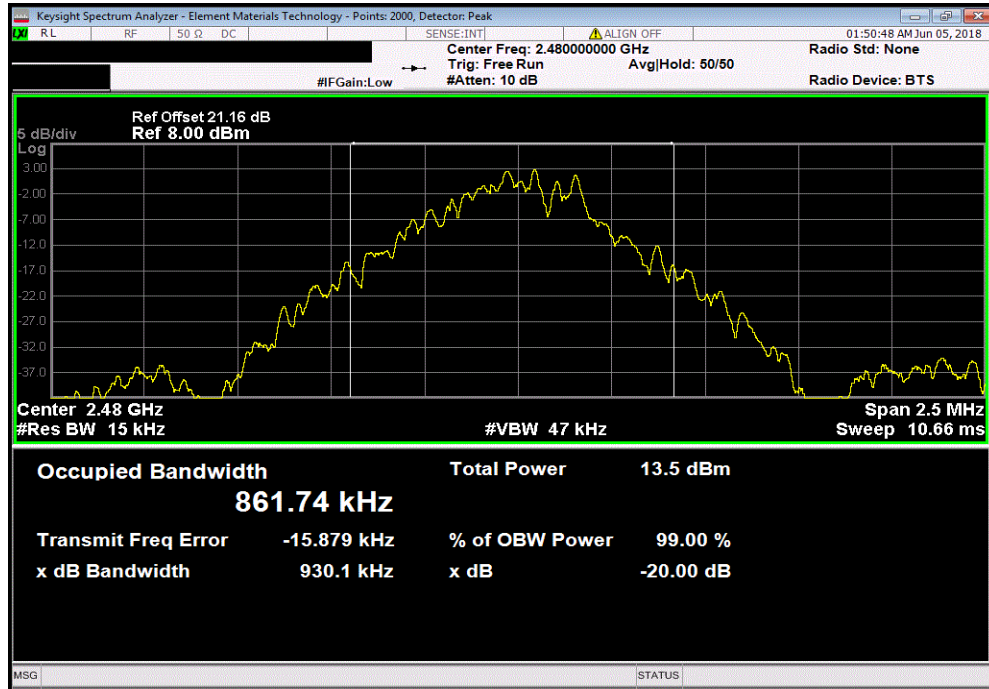 Keysight Spectrum Analyzer - Element Materials Technology - Points: 2000, Detector: Peak
LXI RL RF 50 Ω DC SENSE:INT ALIGN OFF 01:50:48 AM Jun 05, 2018
Center Freq: 2.480000000 GHz Radio Std: None
Trig: Free Run Avg|Hold: 50/50
#IFGain:Low #Atten: 10 dB Radio Device: BTS
Ref Offset 21.16 dB
5 dB/div Ref 8.00 dBm
Log
3.00
-2.00
-7.00
-12.0
-17.0
-22.0
-27.0
-32.0
-37.0
Center 2.48 GHz Span 2.5 MHz
#Res BW 15 kHz #VBW 47 kHz Sweep 10.66 ms
Occupied Bandwidth Total Power 13.5 dBm
861.74 kHz
Transmit Freq Error -15.879 kHz % of OBW Power 99.00 %
x dB Bandwidth 930.1 kHz x dB -20.00 dB
MSG STATUS